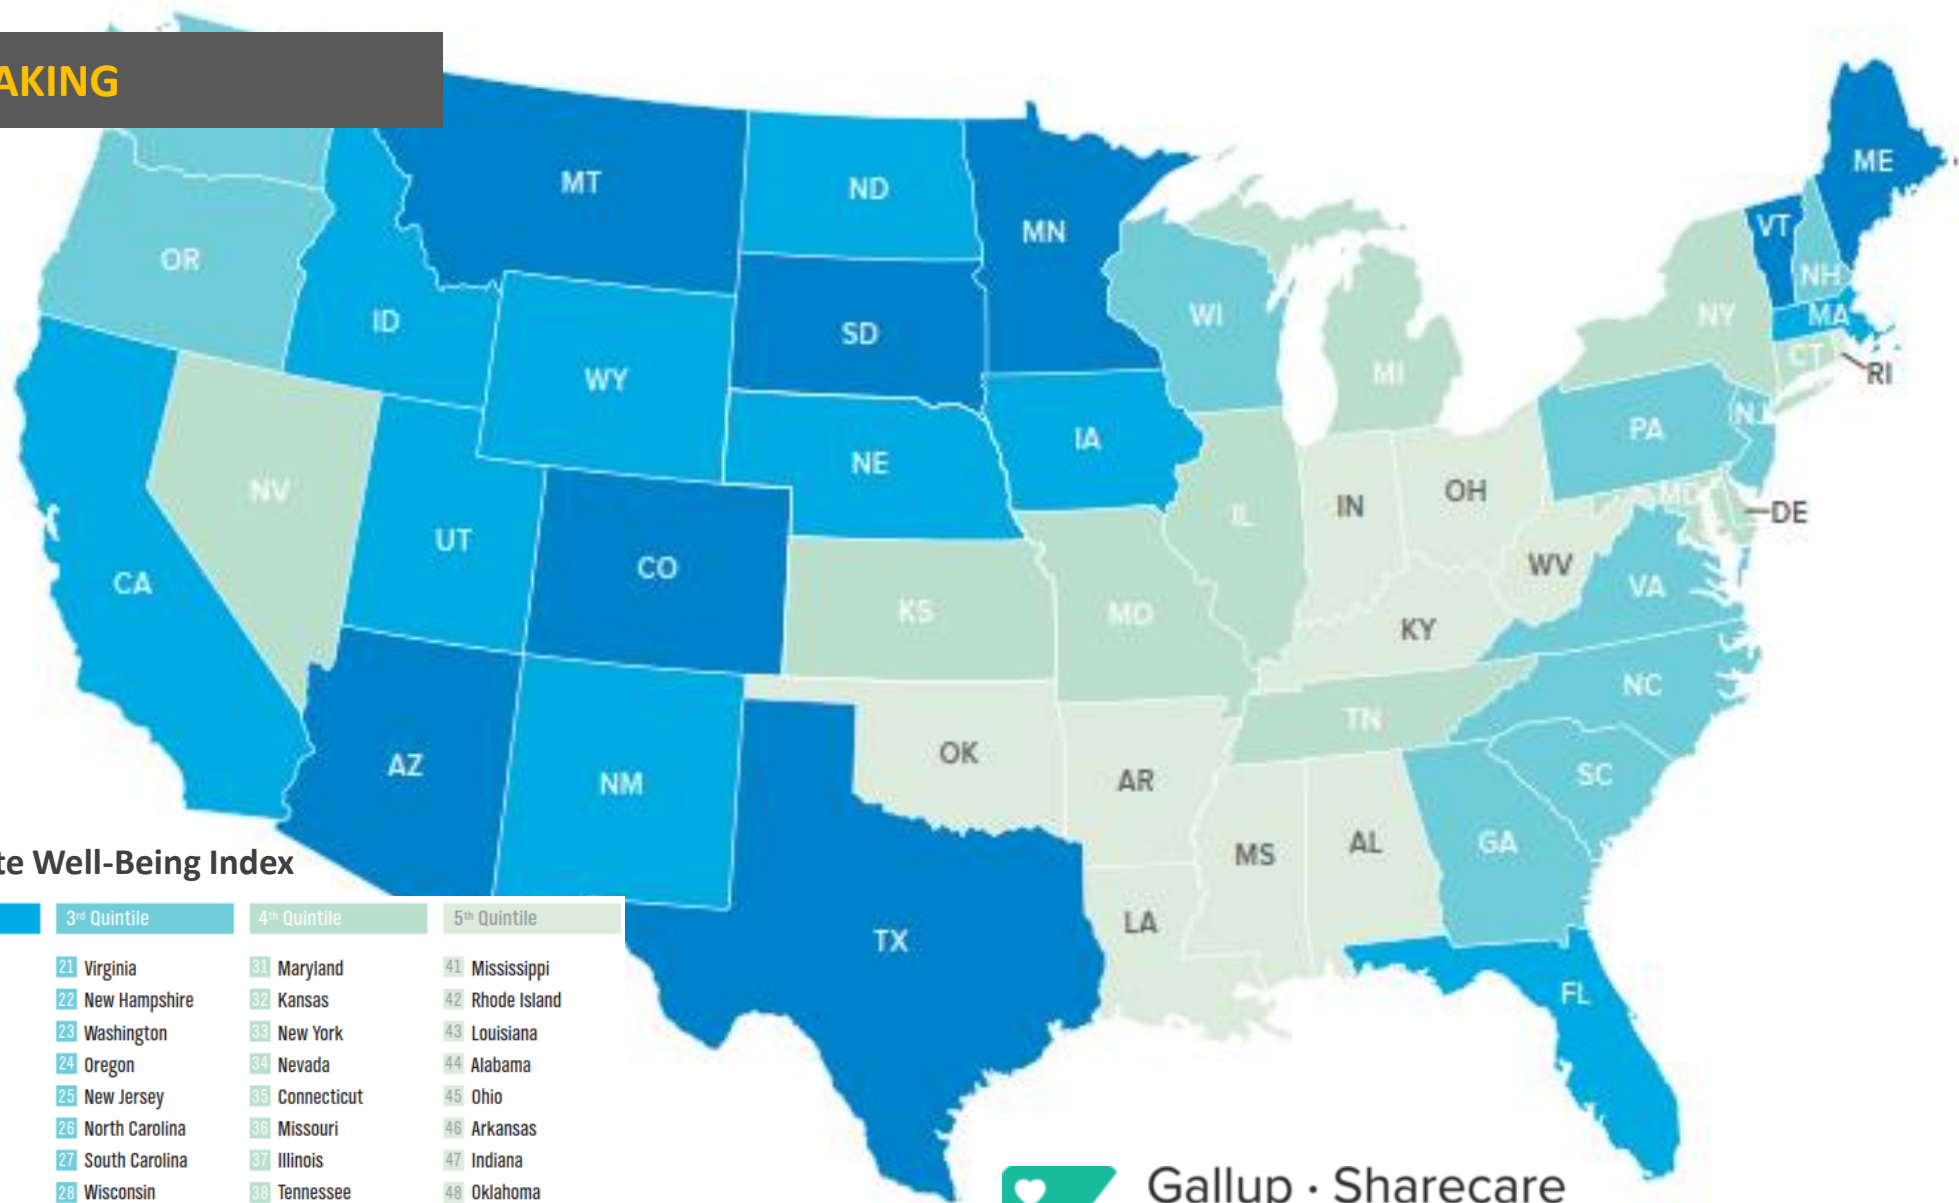 AKING
MT
ND
MN
ME
VT
OR
ID
SD
WI
NH
NY
MA
WY
MI
CT
RI
IA
PA
NJ
NE
NV
IL
IN
OH
MD
DE
UT
CO
WV
CA
KS
MO
VA
KY
NC
TN
AZ
NM
OK
AR
SC
MS
AL
GA
te Well-Being Index
LA
TX
FL
3rd Quintile 4th Quintile 5th Quintile
21 Virginia 31 Maryland 41 Mississippi
22 New Hampshire 32 Kansas 42 Rhode Island
23 Washington 33 New York 43 Louisiana
24 Oregon 34 Nevada 44 Alabama
25 New Jersey 35 Connecticut 45 Ohio
26 North Carolina 36 Missouri 46 Arkansas
27 South Carolina 37 Illinois 47 Indiana
28 Wisconsin 38 Tennessee 48 Oklahoma
Gallup · Sharecare